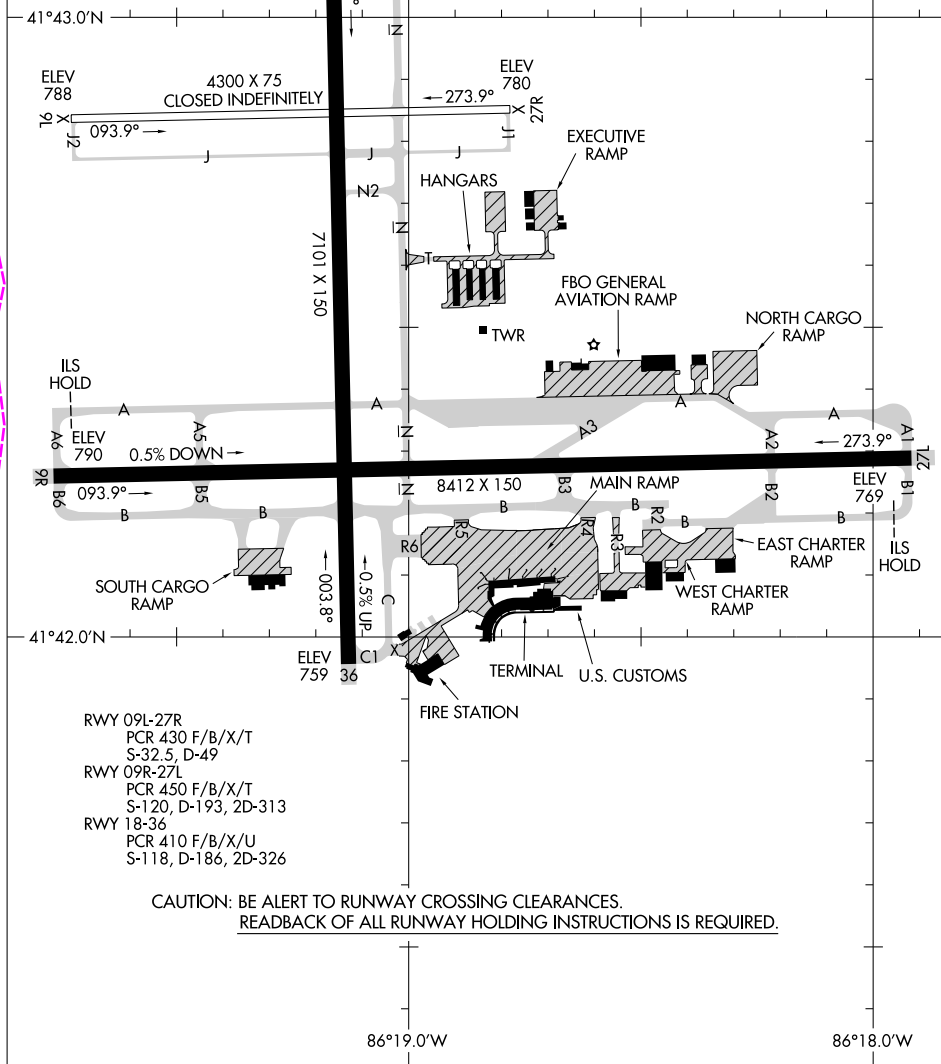 41°43.0'N
N
ELEV
788
4300 X 75
CLOSED INDEFINITELY
ELEV
780
273.9°
9L
X
X
27R
093.9°
J2
J1
J
J
J
EXECUTIVE
RAMP
N2
HANGARS
N
T
7101 X 150
FBO GENERAL
AVIATION RAMP
TWR
NORTH CARGO
RAMP
ILS
HOLD
A
A
A
A
A6
ELEV
790
A5
N
A3
A2
A1
0.5% DOWN
273.9°
9R
27L
093.9°
B6
B5
N
8412 X 150
B3
MAIN RAMP
B2
ELEV
769
B1
B
B
B
B
B
B
R5
R4
R3
R2
R6
EAST CHARTER
RAMP
ILS
HOLD
SOUTH CARGO
RAMP
003.8°
0.5% UP
C
WEST CHARTER
RAMP
41°42.0'N
ELEV
759
36
C1
X
TERMINAL
U.S. CUSTOMS
FIRE STATION
RWY 09L-27R
PCR 430 F/B/X/T
S-32.5, D-49
RWY 09R-27L
PCR 450 F/B/X/T
S-120, D-193, 2D-313
RWY 18-36
PCR 410 F/B/X/U
S-118, D-186, 2D-326
CAUTION: BE ALERT TO RUNWAY CROSSING CLEARANCES.
READBACK OF ALL RUNWAY HOLDING INSTRUCTIONS IS REQUIRED.
86°19.0'W
86°18.0'W